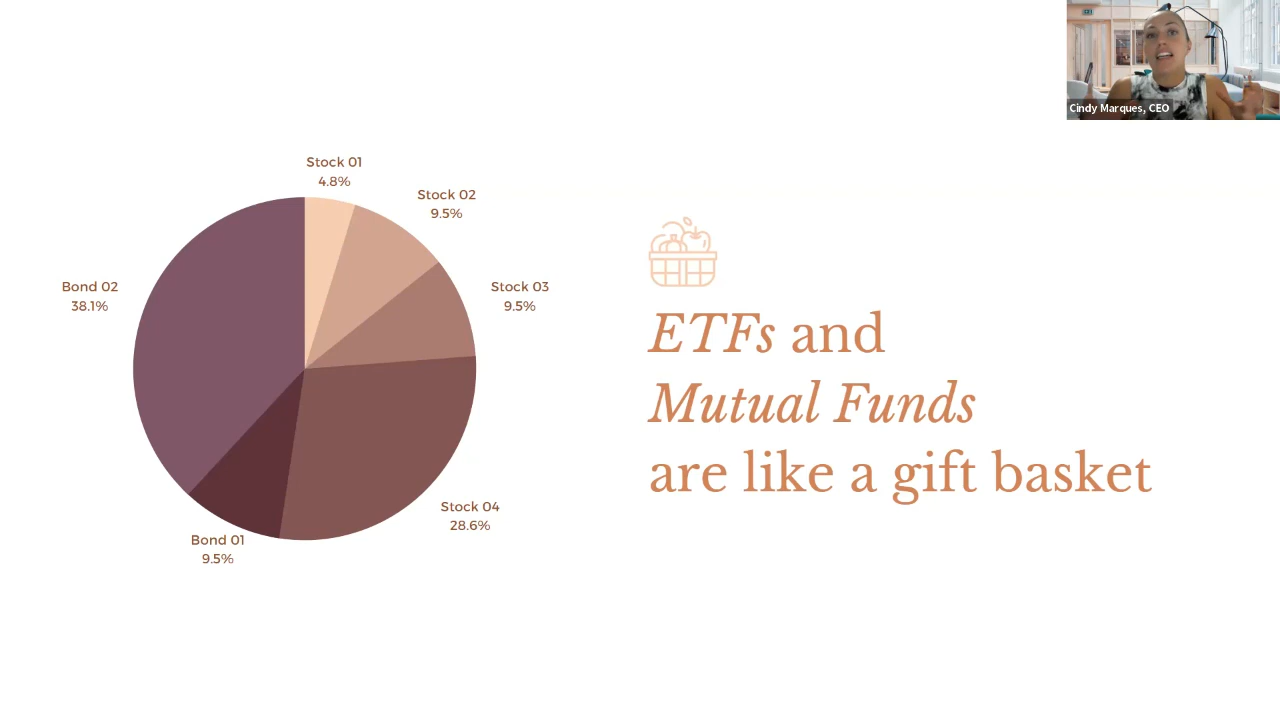 Cindy Marques, CEO
Stock 01
4.8%
Stock 02
9.5%
Stock 03
9.5%
Stock 04
28.6%
Bond 01
9.5%
Bond 02
38.1%
ETFs and
Mutual Funds
are like a gift basket